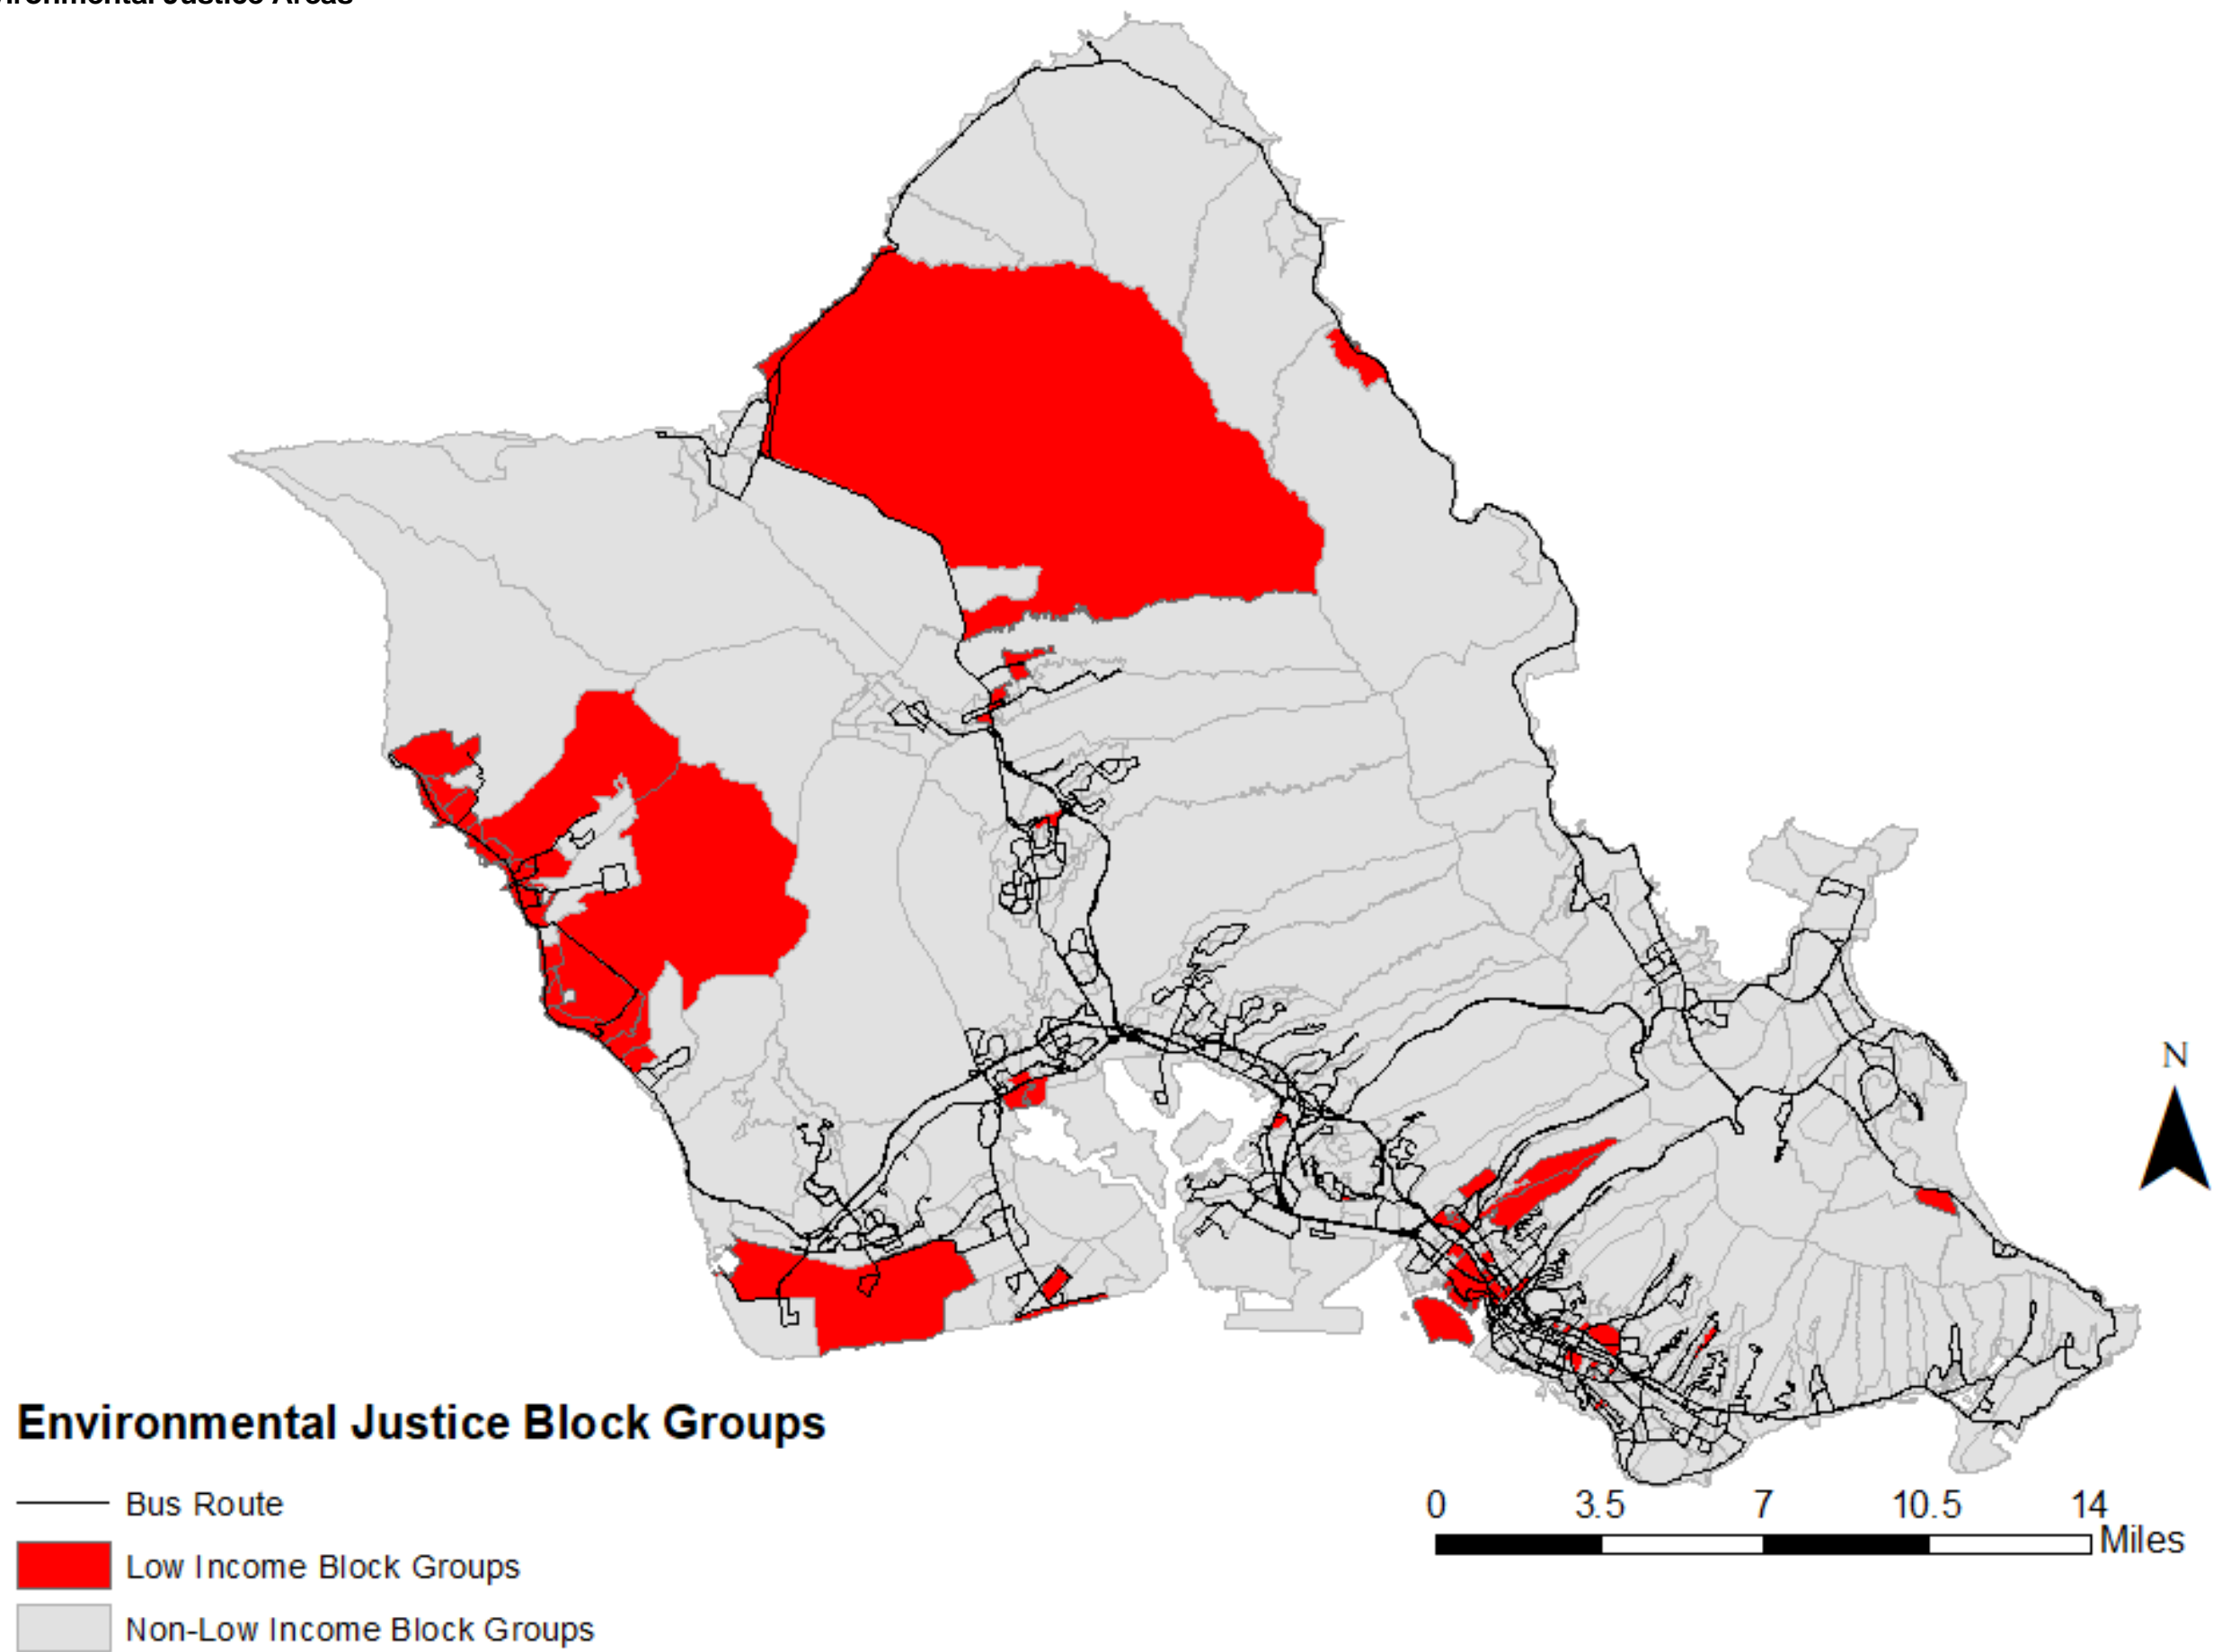 Environmental Justice Block Groups
Bus Route
Low Income Block Groups
Non-Low Income Block Groups
N
0 3.5 7 10.5 14
Miles